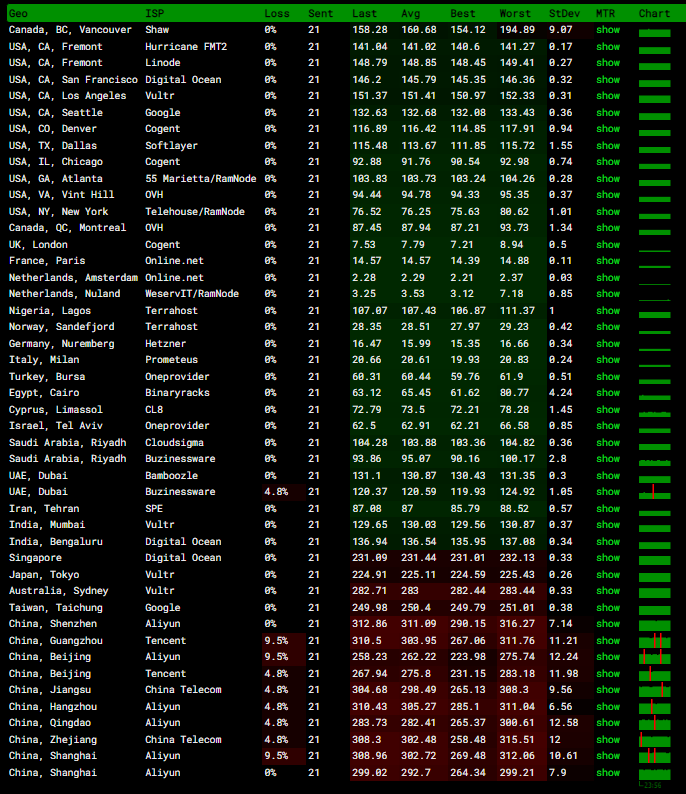 Geo ISP Loss Sent Last Avg Best Worst StDev MTR Chart
Canada, BC, Vancouver Shaw 0% 21 158.28 160.68 154.12 194.89 9.07 show
USA, CA, Fremont Hurricane FMT2 0% 21 141.04 141.02 140.6 141.27 0.17 show
USA, CA, Fremont Linode 0% 21 148.79 148.85 148.45 149.41 0.27 show
USA, CA, San Francisco Digital Ocean 0% 21 146.2 145.79 145.35 146.36 0.32 show
USA, CA, Los Angeles Vultr 0% 21 151.37 151.41 150.97 152.33 0.31 show
USA, CA, Seattle Google 0% 21 132.63 132.68 132.08 133.43 0.36 show
USA, CO, Denver Cogent 0% 21 116.89 116.42 114.85 117.91 0.94 show
USA, TX, Dallas Softlayer 0% 21 115.48 113.67 111.85 115.72 1.55 show
USA, IL, Chicago Cogent 0% 21 92.88 91.76 90.54 92.98 0.74 show
USA, GA, Atlanta 55 Marietta/RamNode 0% 21 103.83 103.73 103.24 104.26 0.28 show
USA, VA, Vint Hill OVH 0% 21 94.44 94.78 94.33 95.35 0.37 show
USA, NY, New York Telehouse/RamNode 0% 21 76.52 76.25 75.63 80.62 1.01 show
Canada, QC, Montreal OVH 0% 21 87.45 87.94 87.21 93.73 1.34 show
UK, London Cogent 0% 21 7.53 7.79 7.21 8.94 0.5 show
France, Paris Online.net 0% 21 14.57 14.57 14.39 14.88 0.11 show
Netherlands, Amsterdam Online.net 0% 21 2.28 2.29 2.21 2.37 0.03 show
Netherlands, Nuland WeservIT/RamNode 0% 21 3.25 3.53 3.12 7.18 0.85 show
Nigeria, Lagos Terrahost 0% 21 107.07 107.43 106.87 111.37 1 show
Norway, Sandefjord Terrahost 0% 21 28.35 28.51 27.97 29.23 0.42 show
Germany, Nuremberg Hetzner 0% 21 16.47 15.99 15.35 16.66 0.34 show
Italy, Milan Prometeus 0% 21 20.66 20.61 19.93 20.83 0.24 show
Turkey, Bursa Oneprovider 0% 21 60.31 60.44 59.76 61.9 0.51 show
Egypt, Cairo Binaryracks 0% 21 63.12 65.45 61.62 80.77 4.24 show
Cyprus, Limassol CL8 0% 21 72.79 73.5 72.21 78.28 1.45 show
Israel, Tel Aviv Oneprovider 0% 21 62.5 62.91 62.21 66.58 0.85 show
Saudi Arabia, Riyadh Cloudsigma 0% 21 104.28 103.88 103.36 104.82 0.36 show
Saudi Arabia, Riyadh Buzinessware 0% 21 93.86 95.07 90.16 100.17 2.8 show
UAE, Dubai Bamboozle 0% 21 131.1 130.87 130.43 131.35 0.3 show
UAE, Dubai Buzinessware 4.8% 21 120.37 120.59 119.93 124.92 1.05 show
Iran, Tehran SPE 0% 21 87.08 87 85.79 88.52 0.57 show
India, Mumbai Vultr 0% 21 129.65 130.03 129.56 130.87 0.37 show
India, Bengaluru Digital Ocean 0% 21 136.94 136.54 135.95 137.08 0.34 show
Singapore Digital Ocean 0% 21 231.09 231.44 231.01 232.13 0.33 show
Japan, Tokyo Vultr 0% 21 224.91 225.11 224.59 225.43 0.26 show
Australia, Sydney Vultr 0% 21 282.71 283 282.44 284.44 0.33 show
Taiwan, Taichung Google 0% 21 249.98 250.4 249.79 251.01 0.38 show
China, Shenzhen Aliyun 0% 21 312.86 311.09 290.15 316.27 7.14 show
China, Guangzhou Tencent 9.5% 21 310.5 303.95 267.06 311.76 11.21 show
China, Beijing Aliyun 9.5% 21 258.23 262.22 223.98 275.74 12.24 show
China, Beijing Tencent 4.8% 21 267.94 275.8 231.15 283.18 11.98 show
China, Jiangsu China Telecom 4.8% 21 304.68 298.49 265.13 308.3 9.56 show
China, Hangzhou Aliyun 4.8% 21 310.43 305.27 285.1 311.04 6.56 show
China, Qingdao Aliyun 4.8% 21 283.73 282.41 265.37 300.61 12.58 show
China, Zhejiang China Telecom 4.8% 21 308.3 302.48 258.48 315.51 12 show
China, Shanghai Aliyun 9.5% 21 308.96 302.72 269.48 312.06 10.61 show
China, Shanghai Aliyun 0% 21 299.02 292.7 264.34 299.21 7.9 show